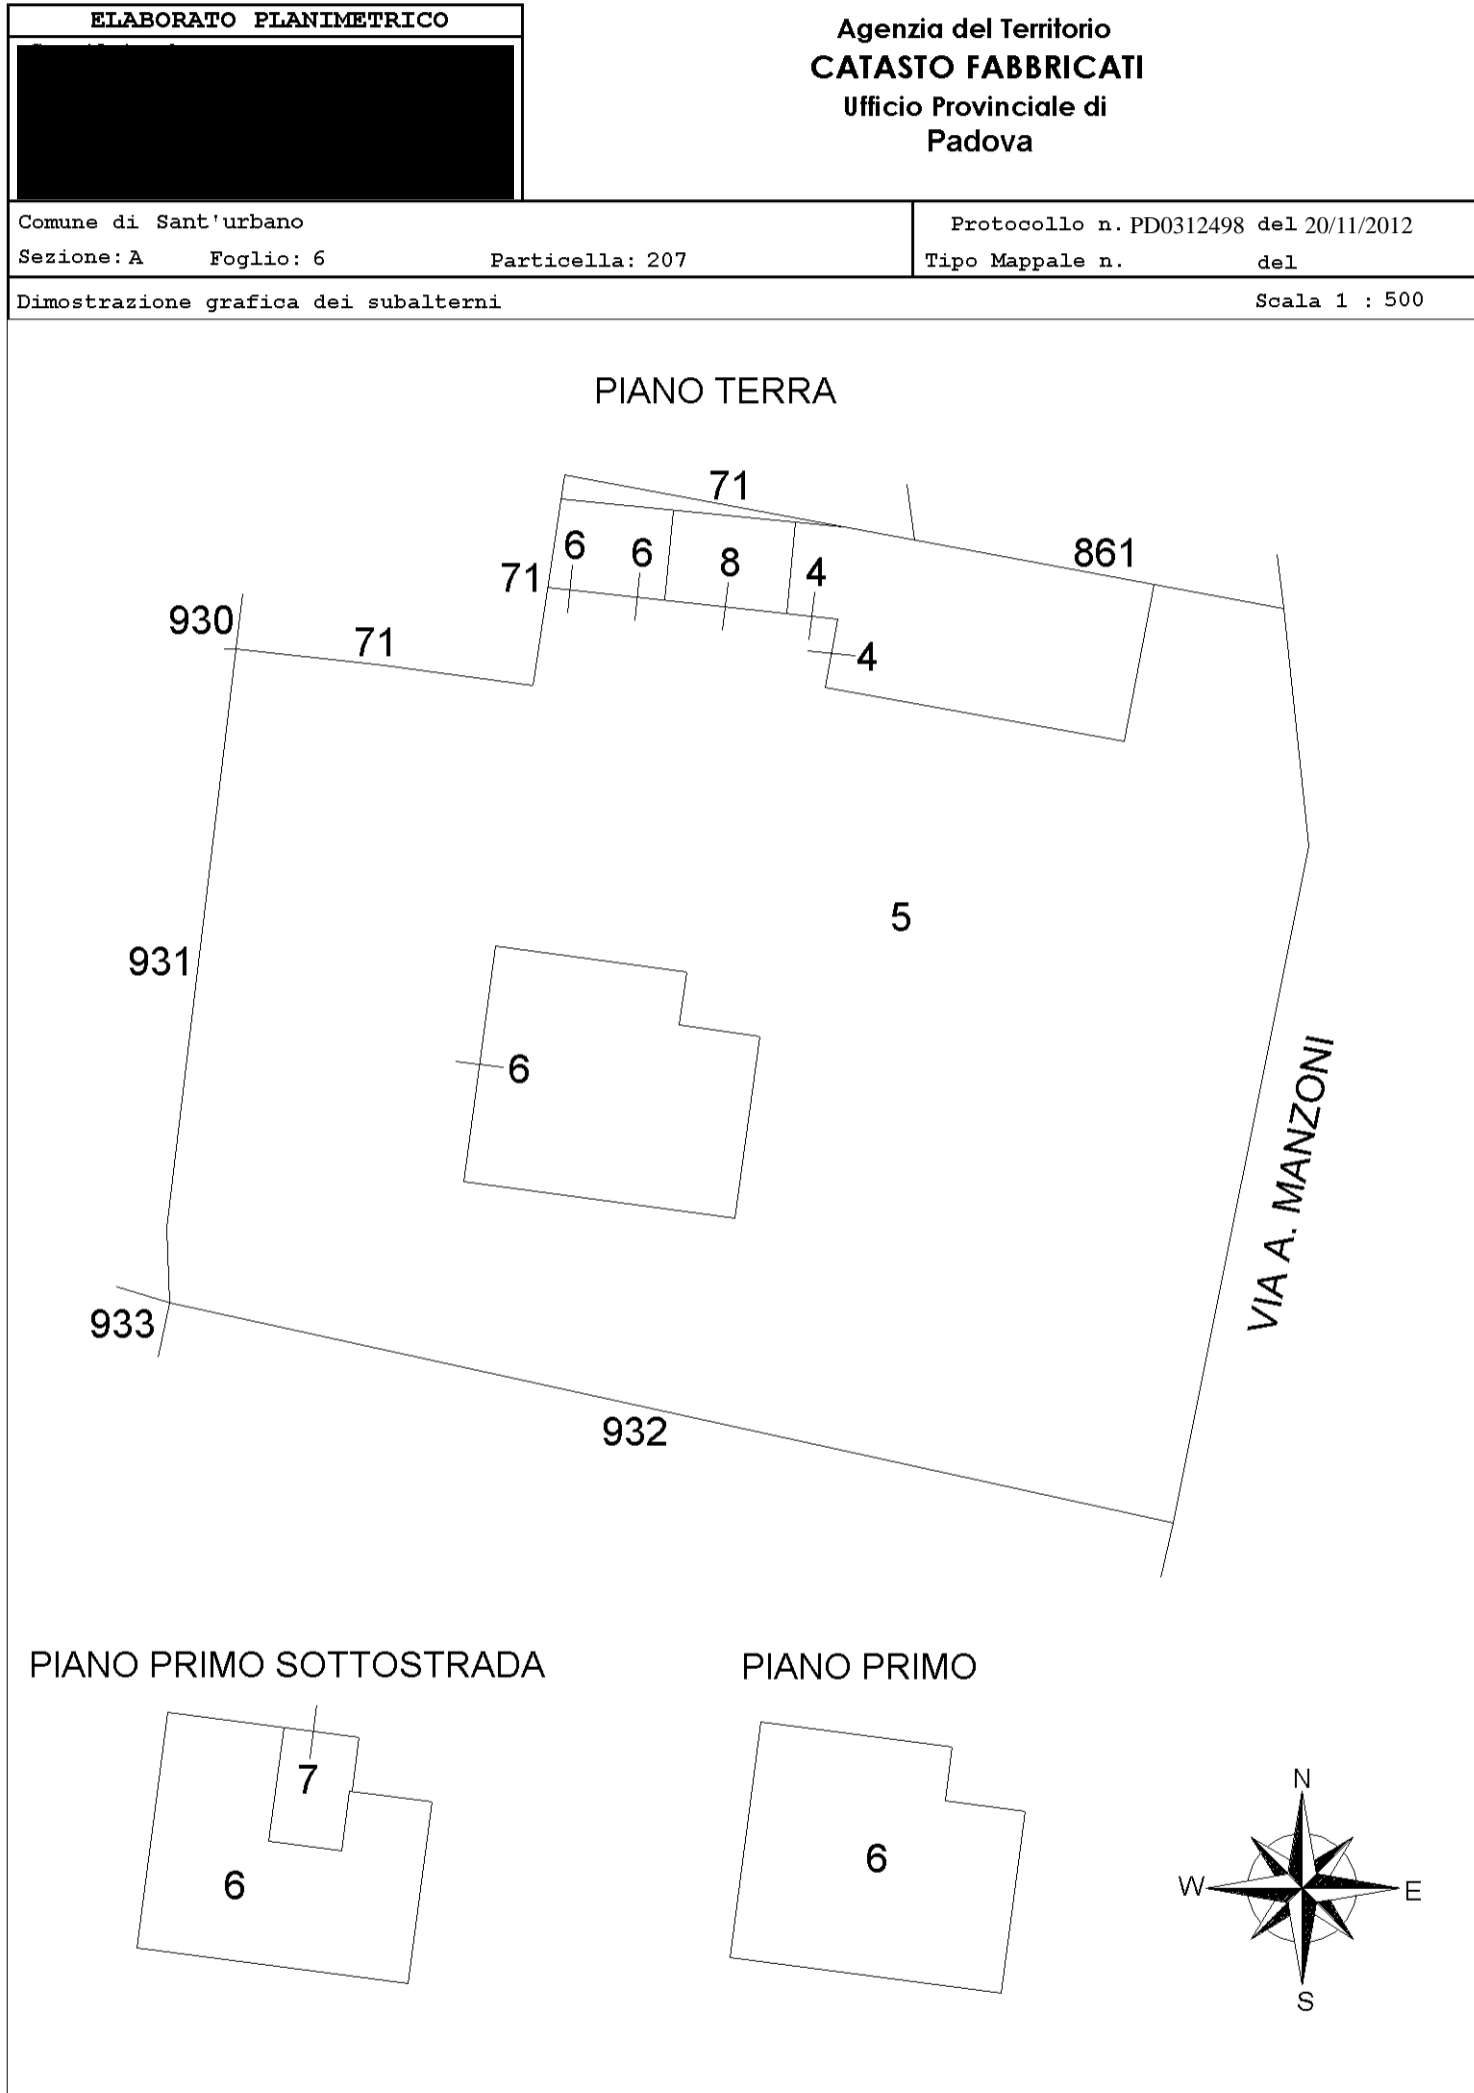 ELABORATO PLANIMETRICO
Agenzia del Territorio
CATASTO FABBRICATI
Ufficio Provinciale di
Padova
Comune di Sant'urbano
Sezione: A Foglio: 6 Particella: 207
Protocollo n. PD0312498 del 20/11/2012
Tipo Mappale n. del
Dimostrazione grafica dei subalterni
Scala 1 : 500
PIANO TERRA
71
861
6
6
8
4
71
930
71
4
5
931
6
VIA A. MANZONI
933
932
PIANO PRIMO SOTTOSTRADA
7
6
PIANO PRIMO
6
N
W
E
S